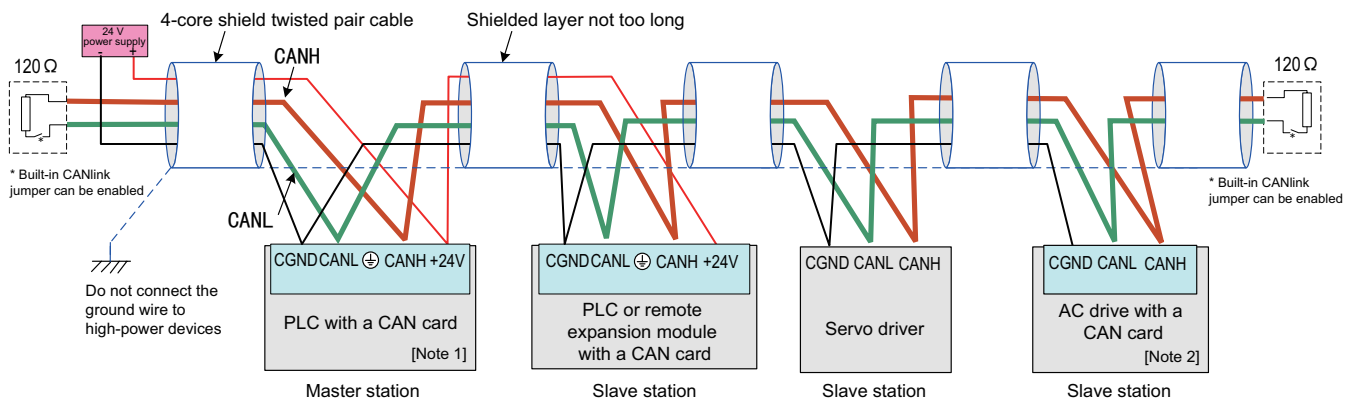 4-core shield twisted pair cable
Shielded layer not too long
24 V
power supply
- +
CANH
120 Ω
120 Ω
*
*
* Built-in CANlink
jumper can be enabled
* Built-in CANlink
jumper can be enabled
CANL
CGND CANL CANH +24V
CGND CANL CANH +24V
CGND CANL CANH
CGND CANL CANH
Do not connect the
ground wire to
high-power devices
PLC with a CAN card
[Note 1]
PLC or remote
expansion module
with a CAN card
Servo driver
AC drive with a
CAN card
[Note 2]
Master station
Slave station
Slave station
Slave station